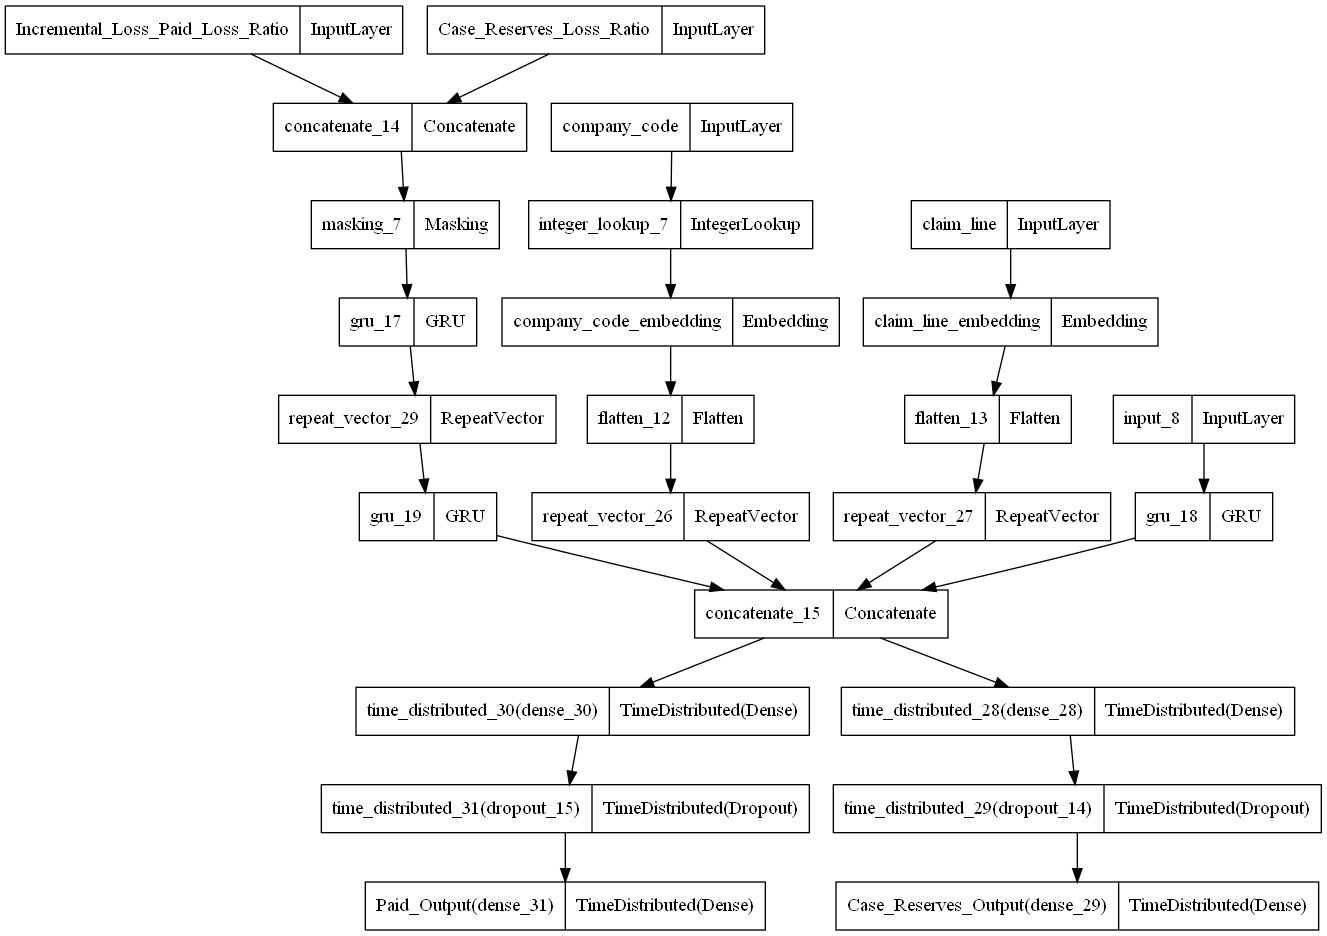 Incremental_Loss_Paid_Loss_Ratio InputLayer
Case_Reserves_Loss_Ratio InputLayer
concatenate_14 Concatenate
company_code InputLayer
masking_7 Masking
integer_lookup_7 IntegerLookup
claim_line InputLayer
gru_17 GRU
company_code_embedding Embedding
claim_line_embedding Embedding
repeat_vector_29 RepeatVector
flatten_12 Flatten
flatten_13 Flatten
input_8 InputLayer
gru_19 GRU
repeat_vector_26 RepeatVector
repeat_vector_27 RepeatVector
gru_18 GRU
concatenate_15 Concatenate
time_distributed_30(dense_30) TimeDistributed(Dense)
time_distributed_28(dense_28) TimeDistributed(Dense)
time_distributed_31(dropout_15) TimeDistributed(Dropout)
time_distributed_29(dropout_14) TimeDistributed(Dropout)
Paid_Output(dense_31) TimeDistributed(Dense)
Case_Reserves_Output(dense_29) TimeDistributed(Dense)